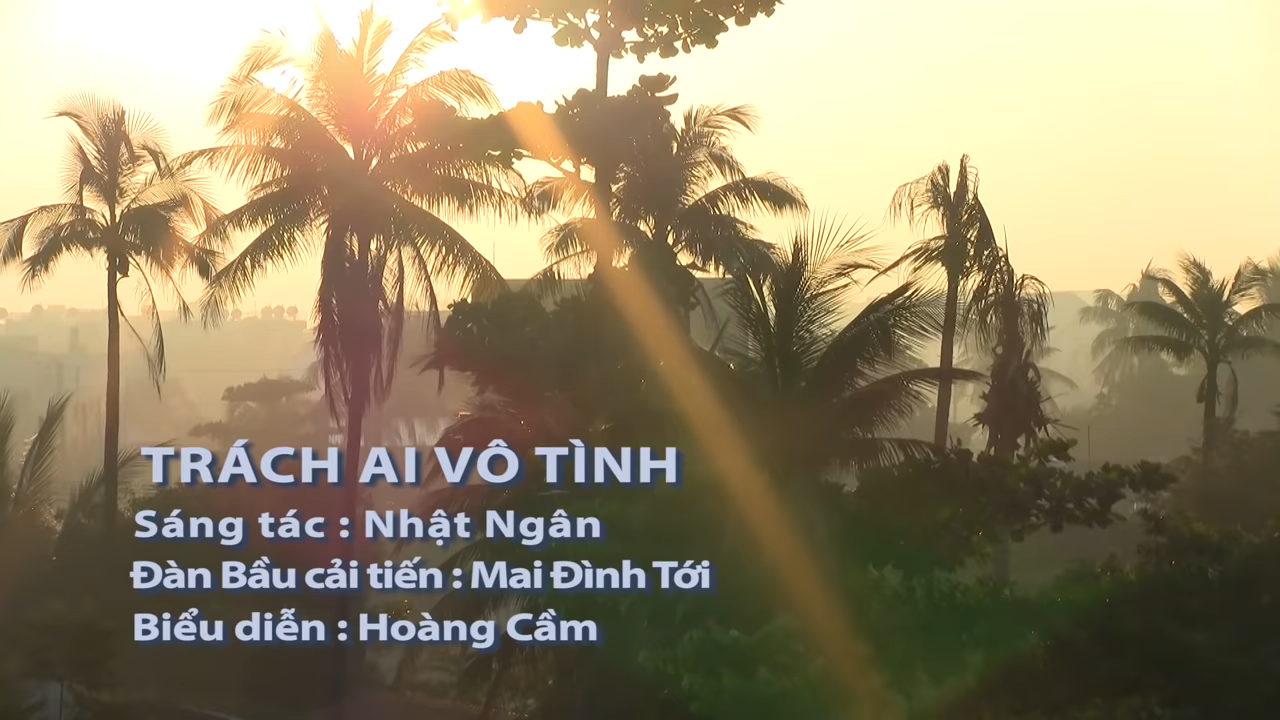 TRÁCH AI VÔ TÌNH
Sáng tác : Nhật Ngân
Đàn Bầu cải tiến : Mai Đình Tới
Biểu diễn : Hoàng Cầm